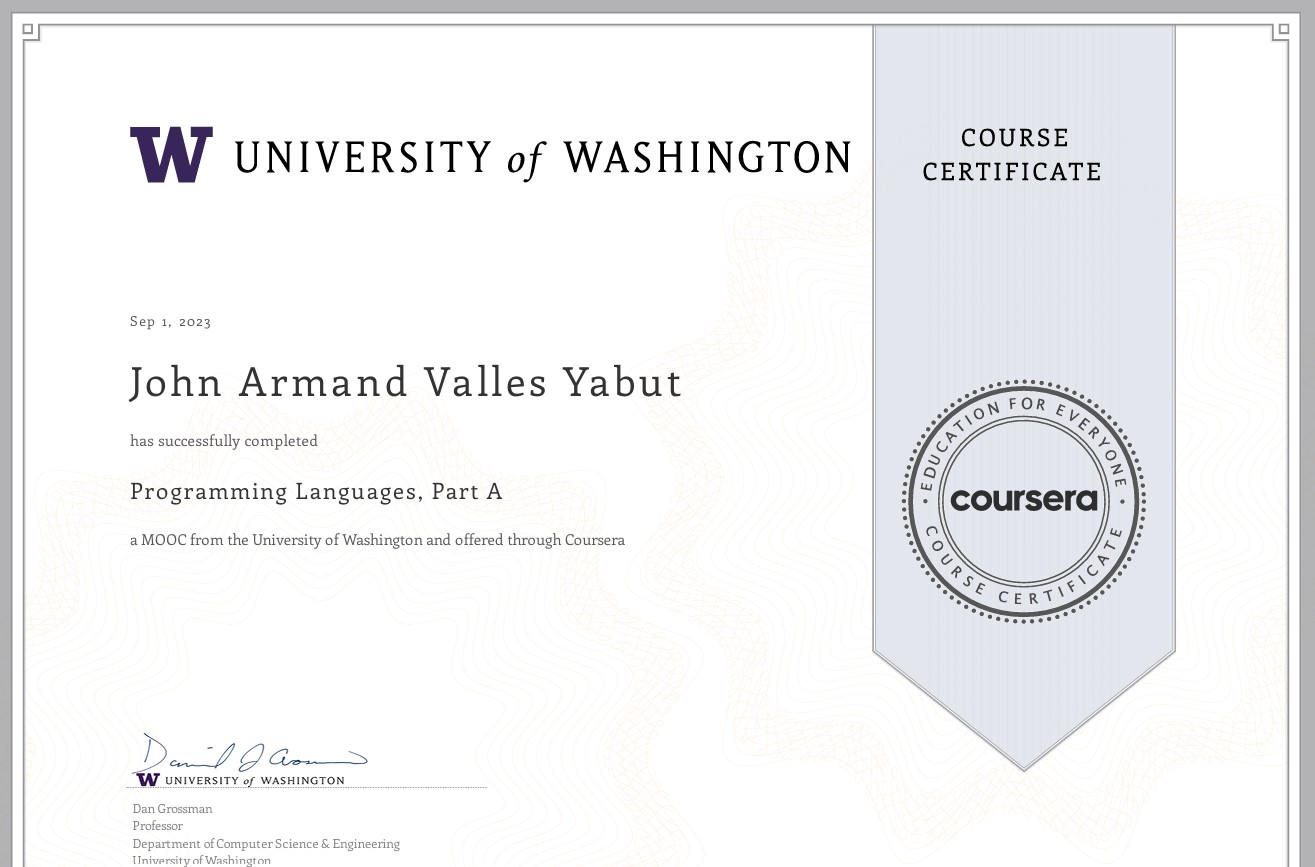 W UNIVERSITY of WASHINGTON
COURSE
CERTIFICATE
Sep 1, 2023
John Armand Valles Yabut
has successfully completed
Programming Languages, Part A
a MOOC from the University of Washington and offered through Coursera
EDUCATION FOR EVERYONE
coursera
COURSE CERTIFICATE
Daniel J Grossman
W UNIVERSITY of WASHINGTON
Dan Grossman
Professor
Department of Computer Science & Engineering
University of Washington